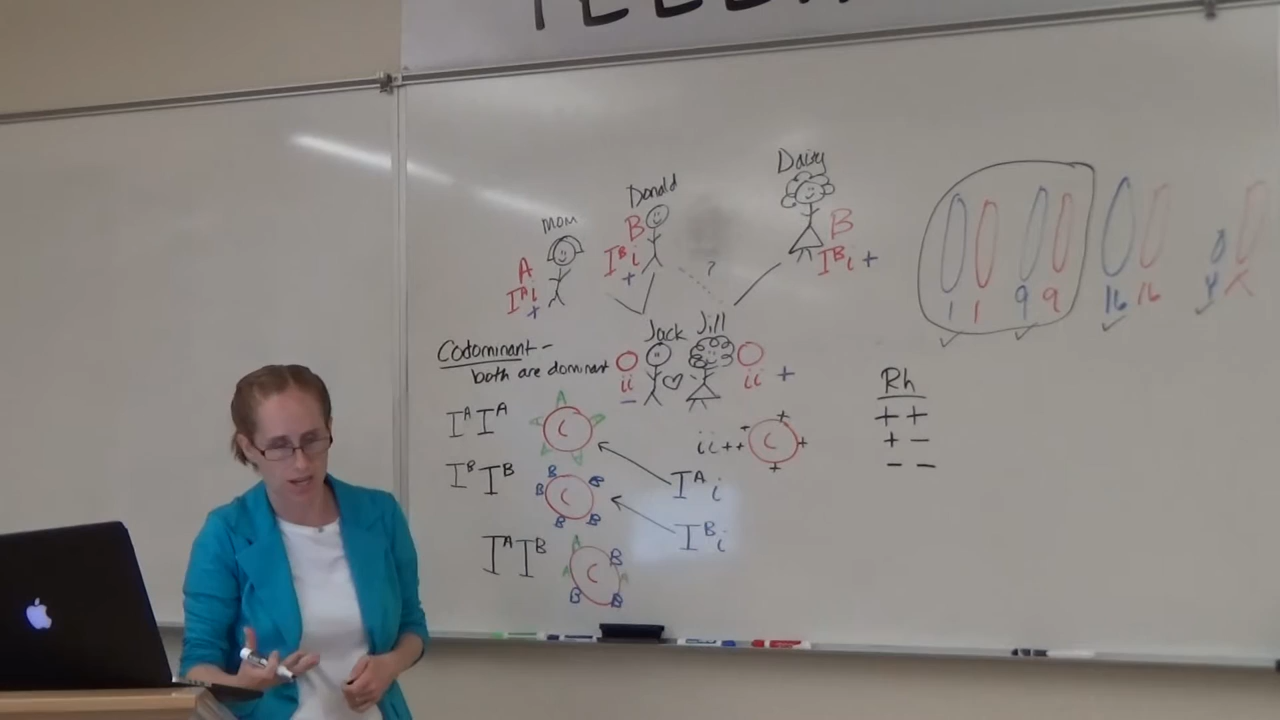 Daisy
Donald
mom
B
B
A
I^B i
I^B i +
+
I^A i
+
?
1 1 9 9 16 16 y x
Jack Jill
Codominant -
both are dominant
ii
ii +
-
Rh
+ +
+ -
- -
I^A I^A
A
ii ++
+ + + +
I^B I^B
B B B B B
I^A i
I^B i
I^A I^B
A B
B B